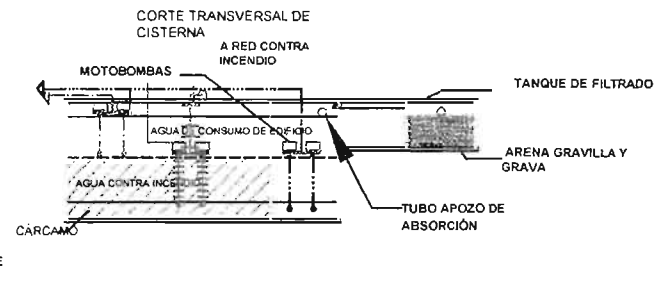 CORTE TRANSVERSAL DE
CISTERNA
A RED CONTRA
INCENDIO
MOTOBOMBAS
TANQUE DE FILTRADO
AGUA DE CONSUMO DE EDIFICIO
ARENA GRAVILLA Y
GRAVA
AGUA CONTRA INCENDIO
TUBO APOZO DE
ABSORCIÓN
CÁRCAMO
E